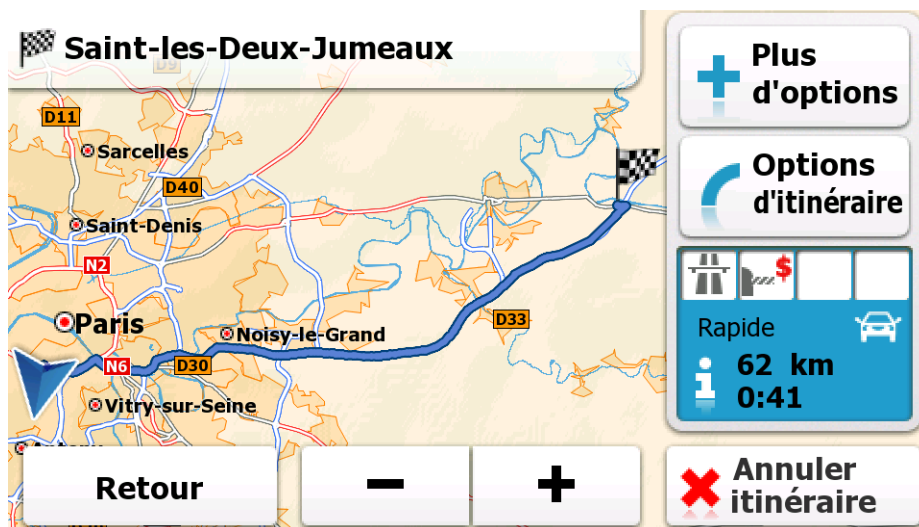 Saint-les-Deux-Jumeaux
Plus
d'options
D9
D11
Sarcelles
D40
Options
d'itinéraire
Saint-Denis
N2
$
Paris
Noisy-le-Grand
D33
Rapide
N6
D30
62 km
0:41
Vitry-sur-Seine
Retour
−
+
Annuler
itinéraire